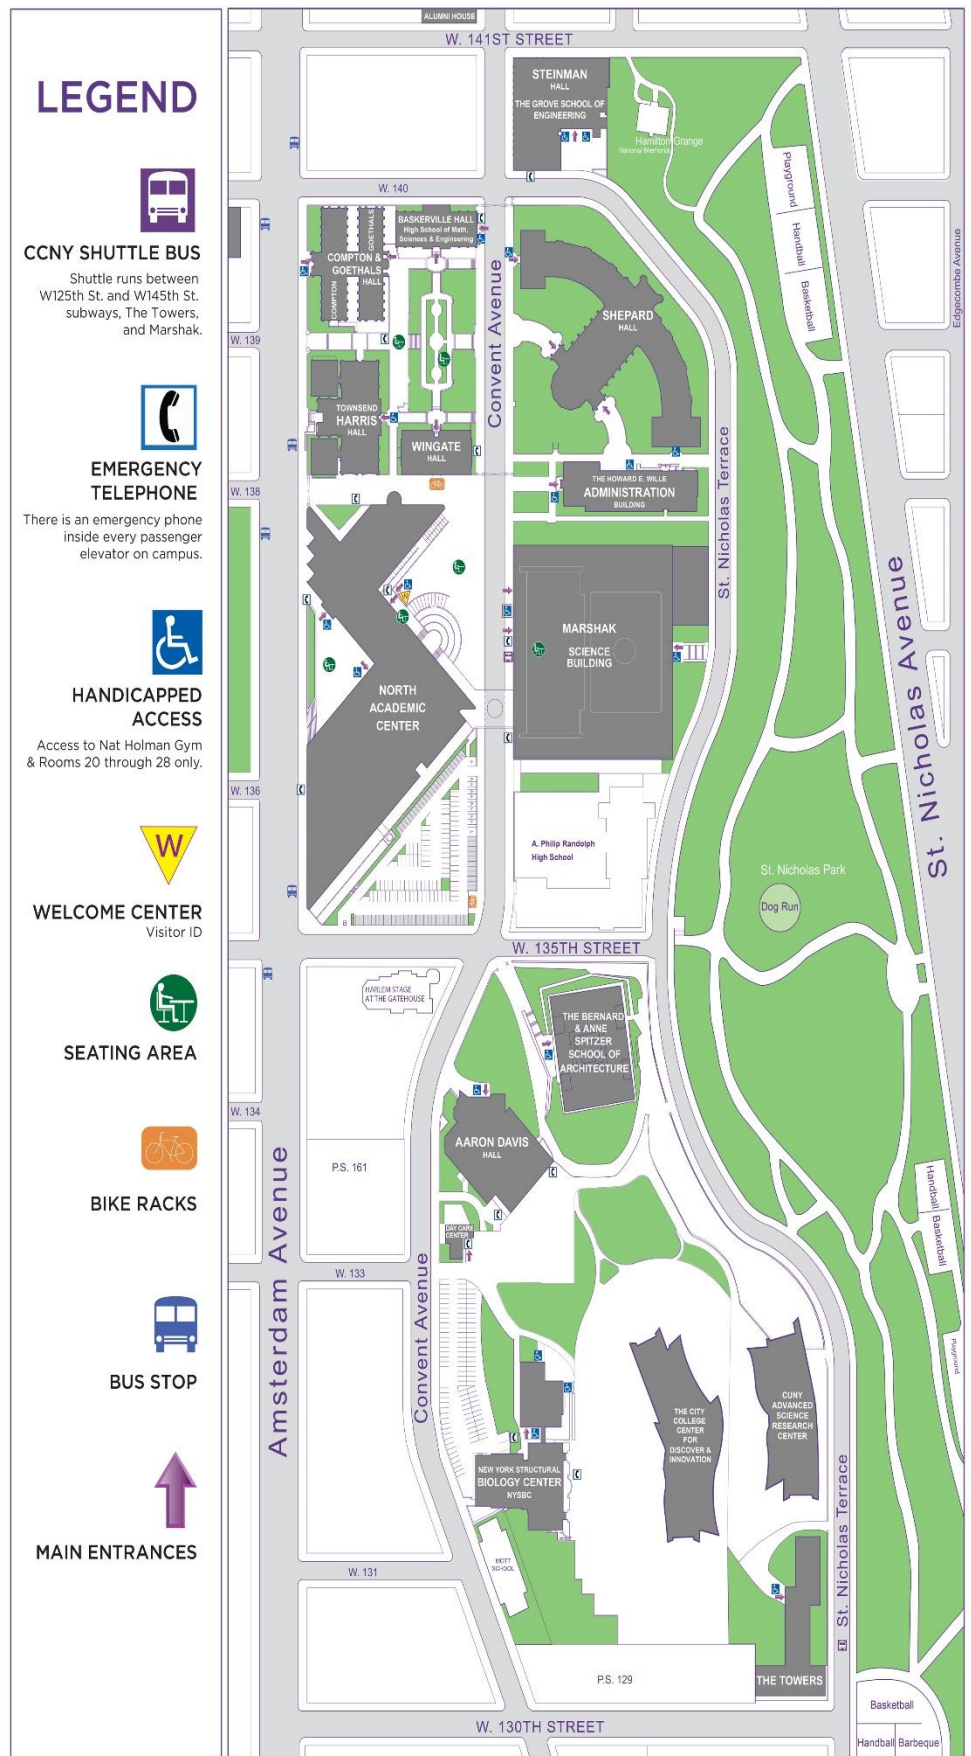 LEGEND
CCNY SHUTTLE BUS
Shuttle runs between
W125th St. and W145th St.
subways, The Towers,
and Marshak.
EMERGENCY
TELEPHONE
There is an emergency phone
inside every passenger
elevator on campus.
HANDICAPPED
ACCESS
Access to Nat Holman Gym
& Rooms 20 through 28 only.
W
WELCOME CENTER
Visitor ID
SEATING AREA
BIKE RACKS
BUS STOP
MAIN ENTRANCES
ALUMNI HOUSE
W. 141ST STREET
STEINMAN
HALL
THE GROVE SCHOOL OF
ENGINEERING
Hamilton Grange
National Memorial
Playground
Handball
Basketball
Edgecombe Avenue
W. 140
BASKERVILLE HALL
High School of Math,
Sciences & Engineering
GOETHALS
COMPTON &
GOETHALS
HALL
COMPTON
Convent Avenue
SHEPARD
HALL
W. 139
TOWNSEND
HARRIS
HALL
WINGATE
HALL
W. 138
THE HOWARD E. WILLE
ADMINISTRATION
BUILDING
St. Nicholas Terrace
St. Nicholas Avenue
W
MARSHAK
SCIENCE
BUILDING
NORTH
ACADEMIC
CENTER
W. 136
A. Philip Randolph
High School
St. Nicholas Park
Dog Run
W. 135TH STREET
HARLEM STAGE
AT THE GATEHOUSE
THE BERNARD
& ANNE
SPITZER
SCHOOL OF
ARCHITECTURE
W. 134
AARON DAVIS
HALL
P.S. 161
Amsterdam Avenue
DAY CARE
CENTER
Handball
Basketball
W. 133
Convent Avenue
Playground
THE CITY
COLLEGE
CENTER
FOR
DISCOVER &
INNOVATION
CUNY
ADVANCED
SCIENCE
RESEARCH
CENTER
NEW YORK STRUCTURAL
BIOLOGY CENTER
NYSBC
St. Nicholas Terrace
MOTT
SCHOOL
W. 131
P.S. 129
THE TOWERS
Basketball
W. 130TH STREET
Handball
Barbeque